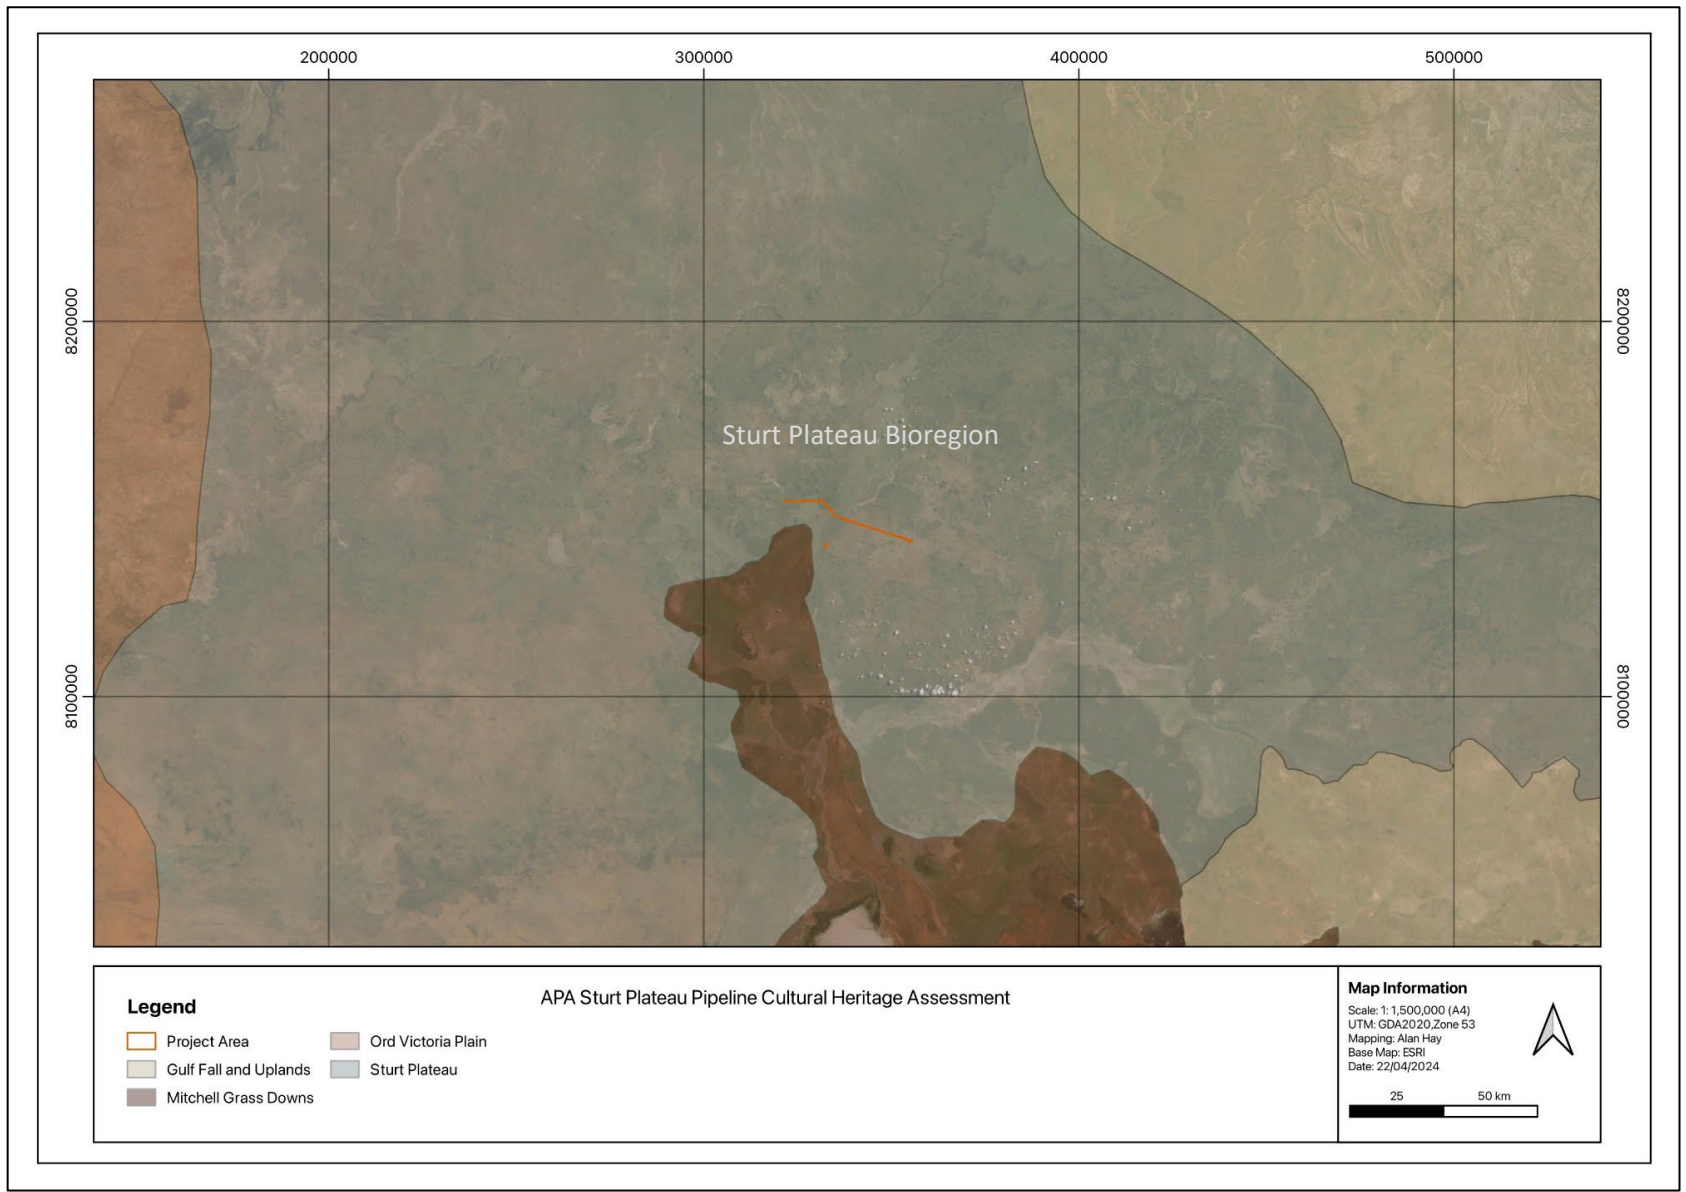 200000 300000 400000 500000
8200000 8200000
Sturt Plateau Bioregion
8100000 8100000
APA Sturt Plateau Pipeline Cultural Heritage Assessment
Legend
Project Area
Gulf Fall and Uplands
Mitchell Grass Downs
Ord Victoria Plain
Sturt Plateau
Map Information
Scale: 1: 1,500,000 (A4)
UTM: GDA2020,Zone 53
Mapping: Alan Hay
Base Map: ESRI
Date: 22/04/2024
25 50 km